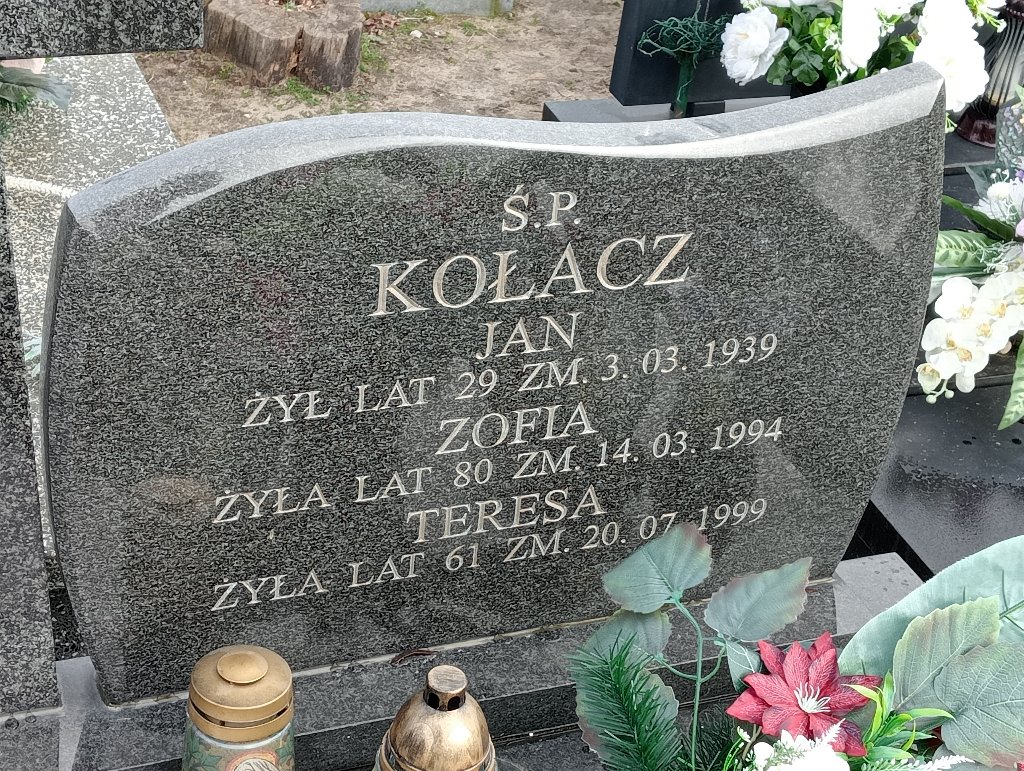 Ś.P.
KOŁACZ
JAN
ŻYŁ LAT 29 ZM. 3. 03. 1939
ZOFIA
ŻYŁA LAT 80 ZM. 14. 03. 1994
TERESA
ŻYŁA LAT 61 ZM. 20. 07. 1999